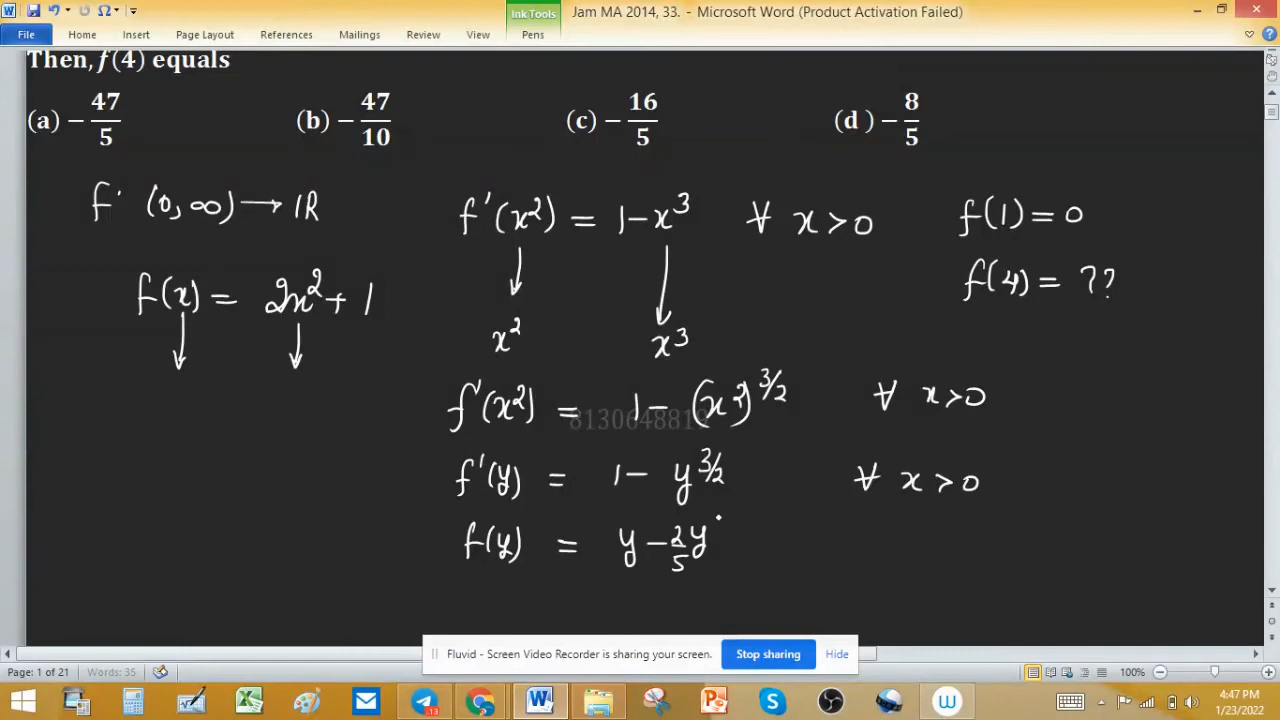 Jam MA 2014, 33. - Microsoft Word (Product Activation Failed)
Ink Tools
File Home Insert Page Layout References Mailings Review View Pens
Then, f(4) equals
(a) − 47/5 (b) − 47/10 (c) − 16/5 (d ) − 8/5
f: (0, ∞) → IR f'(x²) = 1 − x³ ∀ x > 0 f(1) = 0
f(x) = 2x² + 1 f(4) = ??
↓ ↓ x² x³
f'(x²) = 1 − (x²)^3/2 ∀ x > 0
8130648819
f'(y) = 1 − y^3/2 ∀ x > 0
f(y) = y − 2/5 y
Fluvid - Screen Video Recorder is sharing your screen. Stop sharing Hide
Page: 1 of 21 Words: 35 100%
13
4:47 PM
1/23/2022